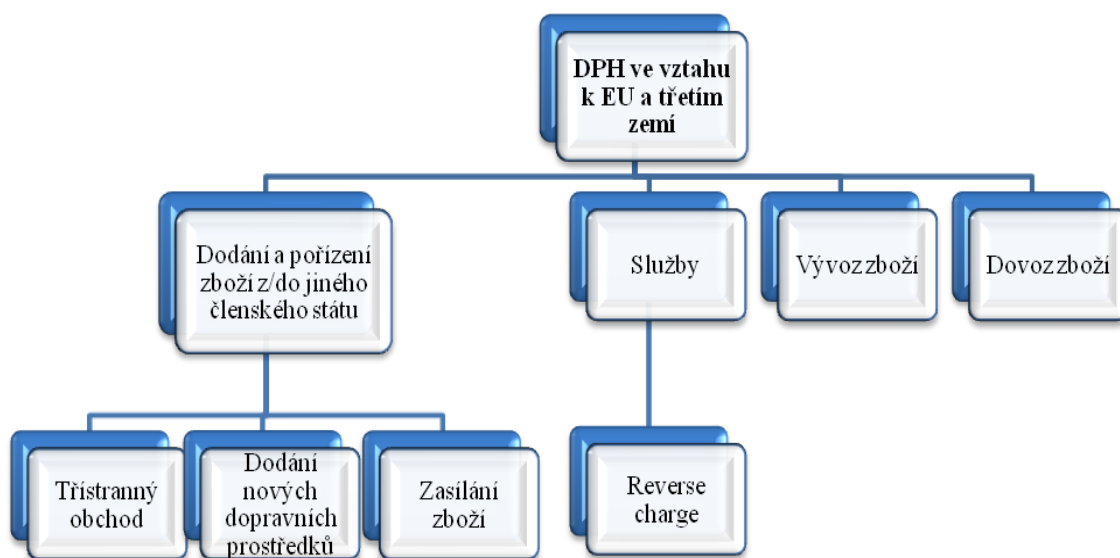 DPH ve vztahu
k EU a třetím
zemí
Dodání a pořízení
zboží z/do jiného
členského státu
Služby
Vývoz zboží
Dovoz zboží
Třístranný
obchod
Dodání
nových
dopravních
prostředků
Zasílání
zboží
Reverse
charge